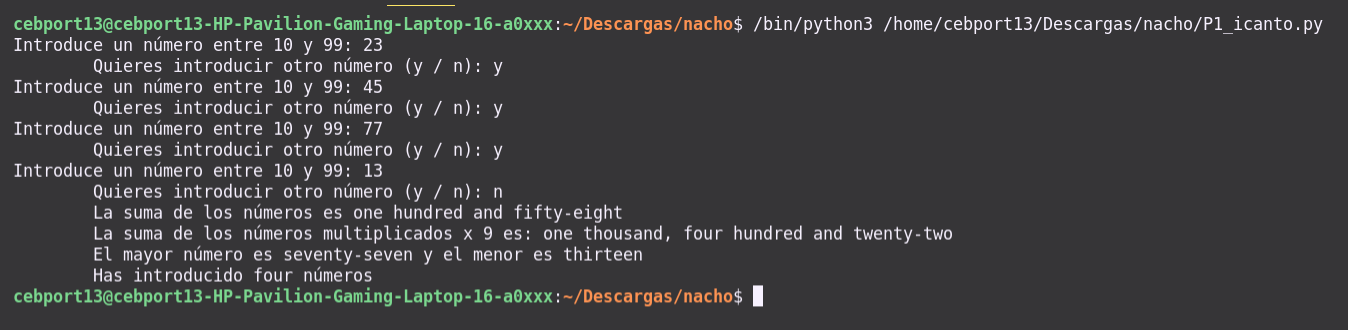 cebport13@cebport13-HP-Pavilion-Gaming-Laptop-16-a0xxx:~/Descargas/nacho$ /bin/python3 /home/cebport13/Descargas/nacho/P1_icanto.py
Introduce un número entre 10 y 99: 23
Quieres introducir otro número (y / n): y
Introduce un número entre 10 y 99: 45
Quieres introducir otro número (y / n): y
Introduce un número entre 10 y 99: 77
Quieres introducir otro número (y / n): y
Introduce un número entre 10 y 99: 13
Quieres introducir otro número (y / n): n
La suma de los números es one hundred and fifty-eight
La suma de los números multiplicados x 9 es: one thousand, four hundred and twenty-two
El mayor número es seventy-seven y el menor es thirteen
Has introducido four números
cebport13@cebport13-HP-Pavilion-Gaming-Laptop-16-a0xxx:~/Descargas/nacho$